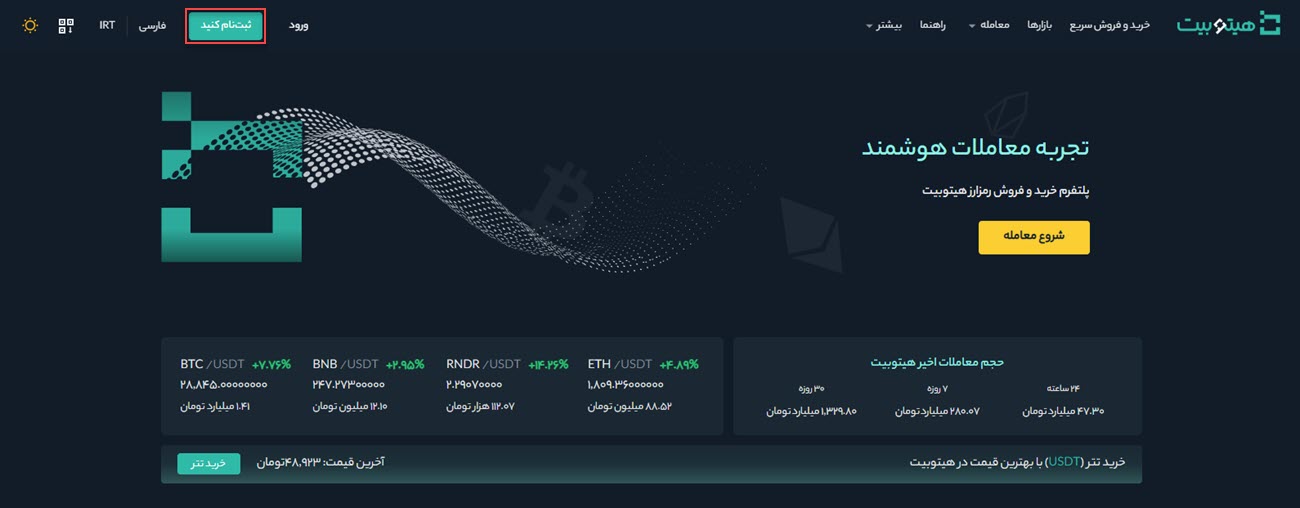 هیتوبیت
خرید و فروش سریع
بازارها
معامله
راهنما
بیشتر
ورود
ثبت‌نام کنید
فارسی
IRT
تجربه معاملات هوشمند
پلتفرم خرید و فروش رمزارز هیتوبیت
شروع معامله
حجم معاملات اخیر هیتوبیت
۲۴ ساعته
۴۷.۳۰ میلیارد تومان
۷ روزه
۲۸۰.۰۷ میلیارد تومان
۳۰ روزه
۱,۳۲۹.۸۰ میلیارد تومان
ETH /USDT +۴.۸۹%
۱,۸۰۹.۳۶۰۰۰۰۰۰
۸۸.۵۲ میلیون تومان
RNDR /USDT +۱۴.۲۶%
۲.۲۹۰۷۰۰۰۰
۱۱۲.۰۷ هزار تومان
BNB /USDT +۲.۹۵%
۲۴۷.۲۷۳۰۰۰۰۰
۱۲.۱۰ میلیون تومان
BTC /USDT +۷.۷۶%
۲۸,۸۴۵.۰۰۰۰۰۰۰۰
۱.۴۱ میلیارد تومان
خرید تتر (USDT) با بهترین قیمت در هیتوبیت
آخرین قیمت: ۴۸,۹۲۳تومان
خرید تتر